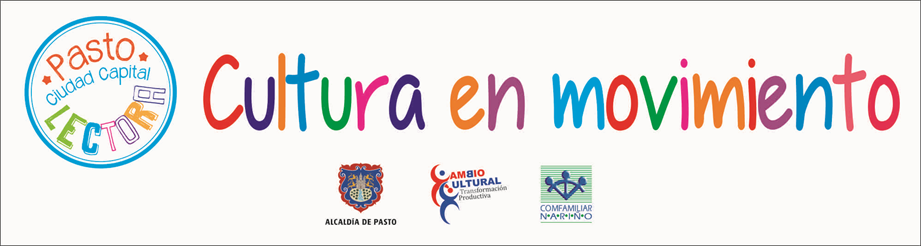 Pasto
Ciudad Capital
LECTORA
Cultura en movimiento
ALCALDÍA DE PASTO
CAMBIO
CULTURAL
Transformación
Productiva
COMFAMILIAR
NARIÑO